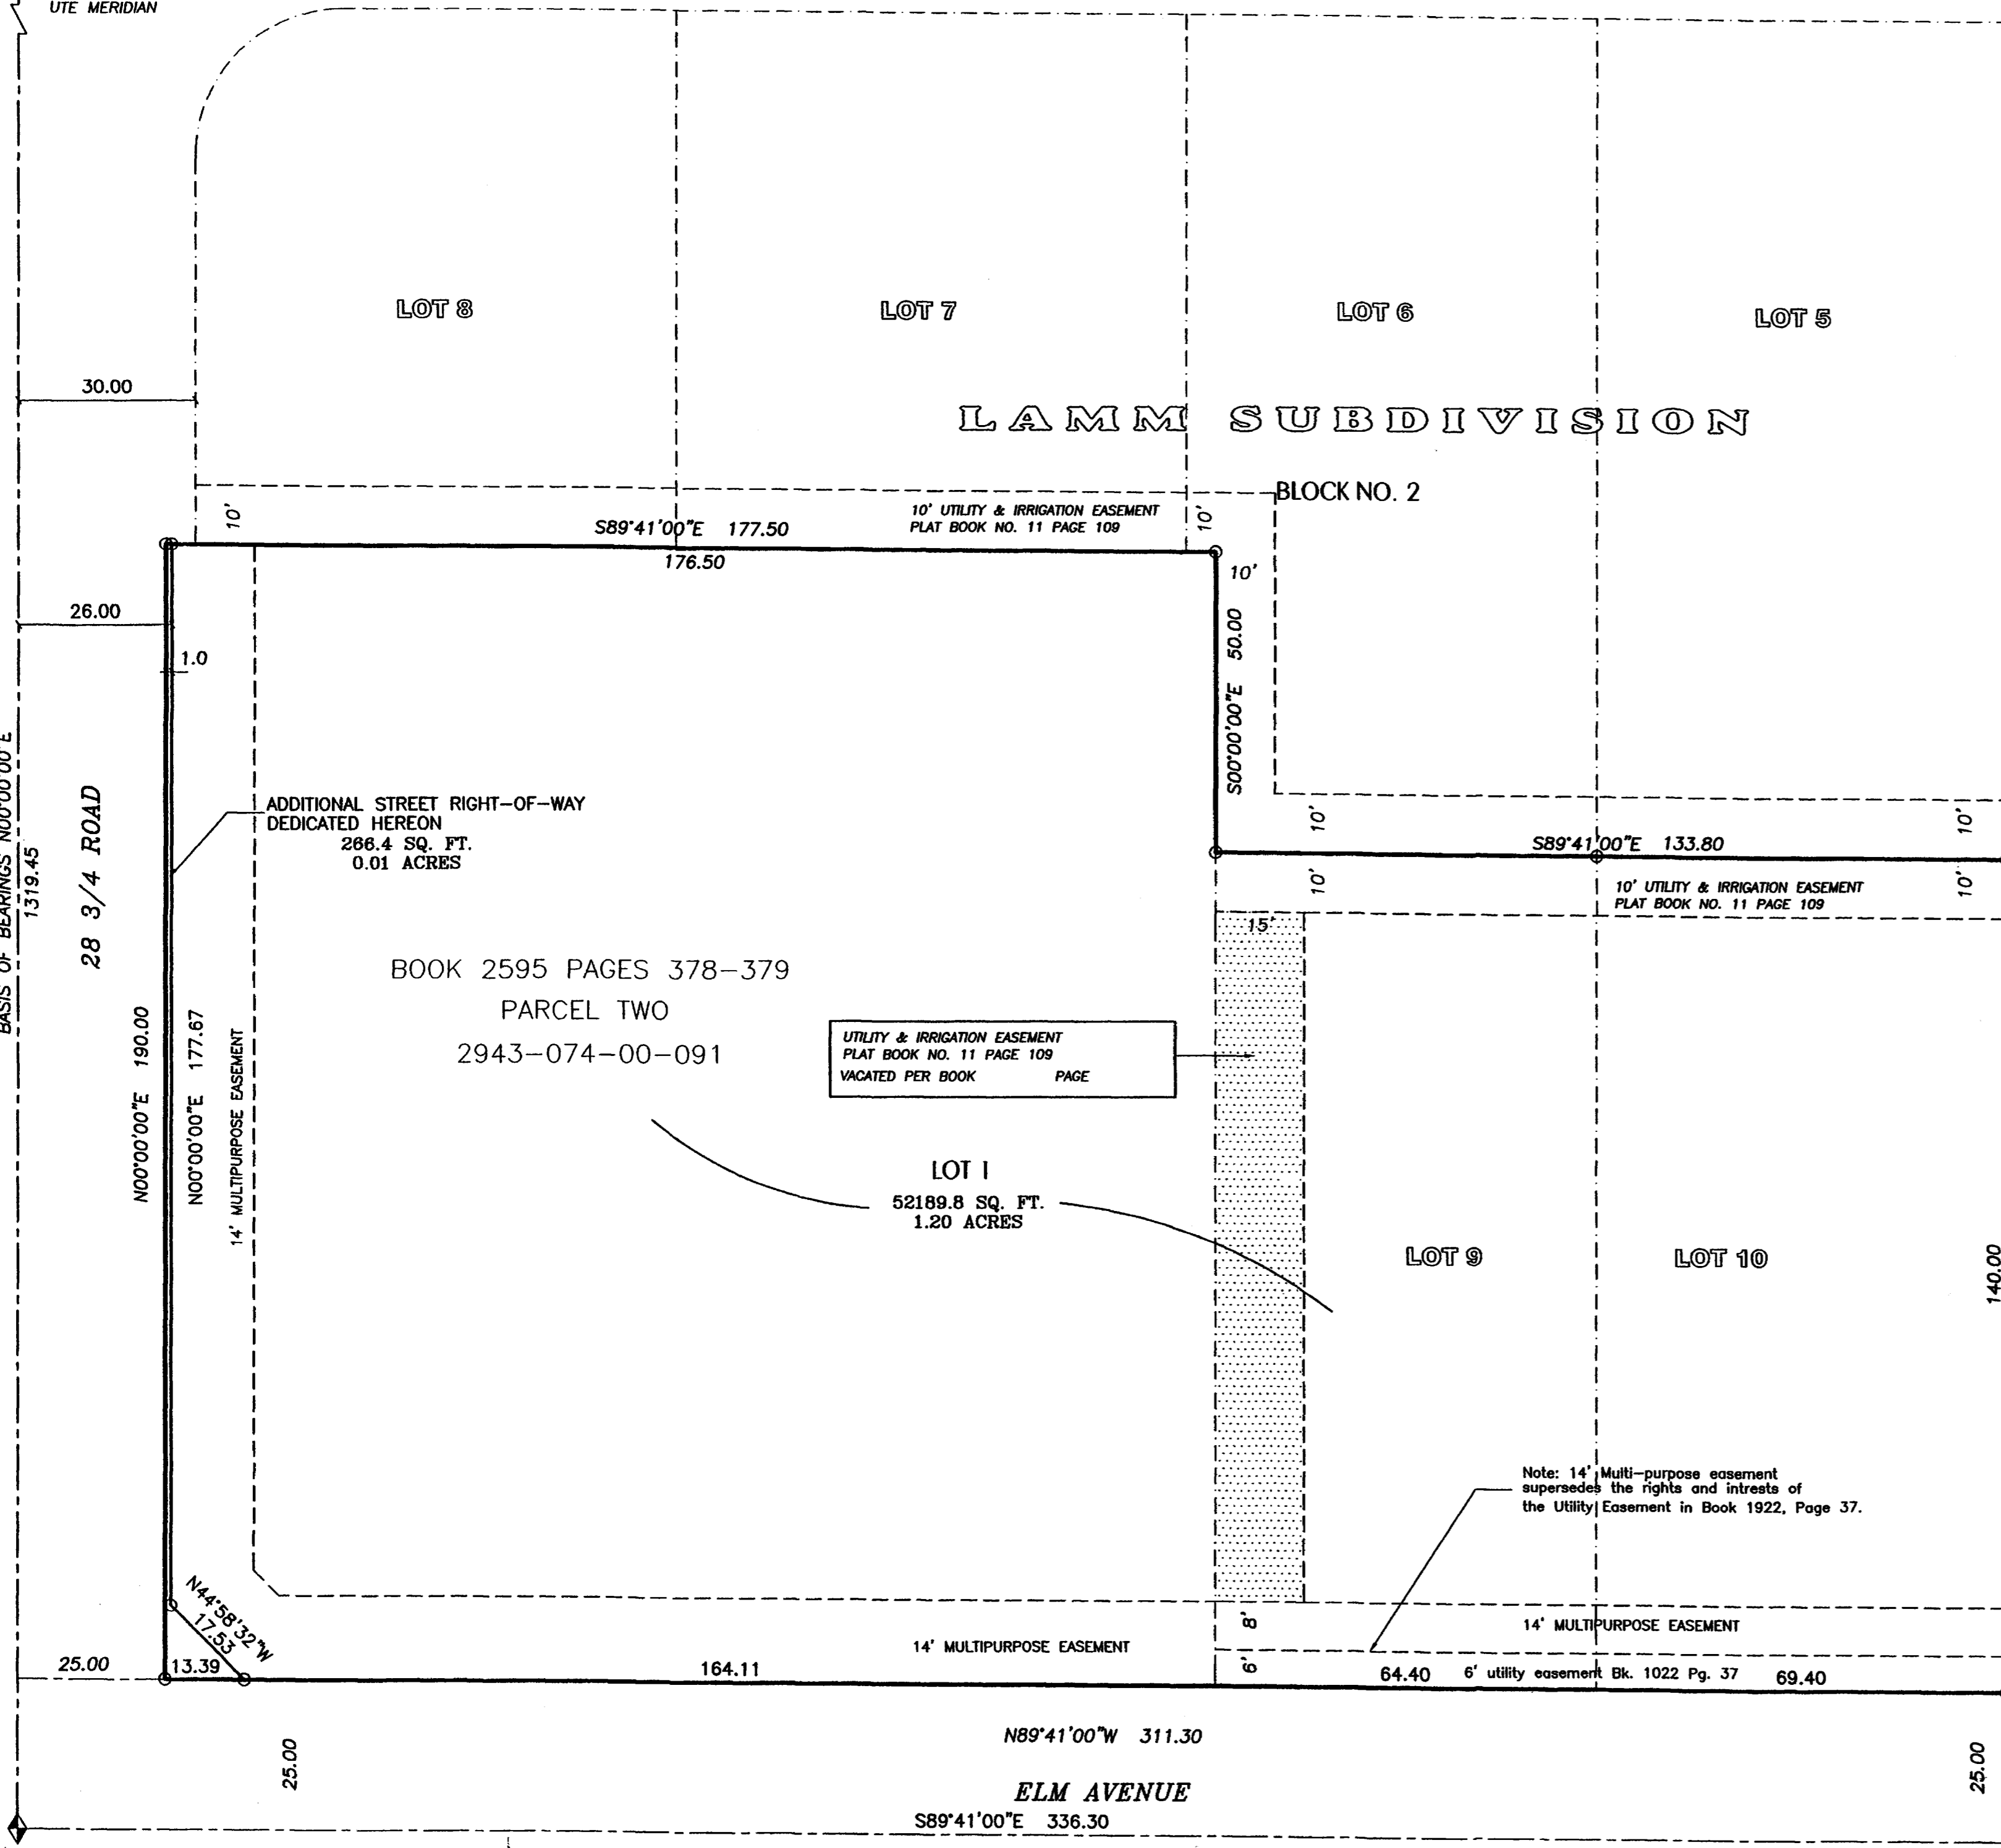 UTE MERIDIAN
LOT 8
LOT 7
LOT 6
LOT 5
30.00
LAMM SUBDIVISION
BLOCK NO. 2
10'
S89°41'00"E 177.50
10' UTILITY & IRRIGATION EASEMENT
PLAT BOOK NO. 11 PAGE 109
10'
176.50
10'
26.00
1.0
S00°00'00"E 50.00
BASIS OF BEARINGS N00°00'00"E
1319.45
28 3/4 ROAD
ADDITIONAL STREET RIGHT-OF-WAY
DEDICATED HEREON
266.4 SQ. FT.
0.01 ACRES
10'
10'
S89°41'00"E 133.80
10'
10'
10' UTILITY & IRRIGATION EASEMENT
PLAT BOOK NO. 11 PAGE 109
15'
BOOK 2595 PAGES 378-379
PARCEL TWO
2943-074-00-091
N00°00'00"E 190.00
N00°00'00"E 177.67
14' MULTIPURPOSE EASEMENT
UTILITY & IRRIGATION EASEMENT
PLAT BOOK NO. 11 PAGE 109
VACATED PER BOOK PAGE
LOT 1
52189.8 SQ. FT.
1.20 ACRES
LOT 9
LOT 10
140.00
Note: 14' Multi-purpose easement
supersedes the rights and intrests of
the Utility Easement in Book 1922, Page 37.
N44°58'32"W
17.53
25.00
13.39
164.11
14' MULTIPURPOSE EASEMENT
8'
6'
14' MULTIPURPOSE EASEMENT
64.40
6' utility easement Bk. 1022 Pg. 37
69.40
25.00
N89°41'00"W 311.30
25.00
ELM AVENUE
S89°41'00"E 336.30